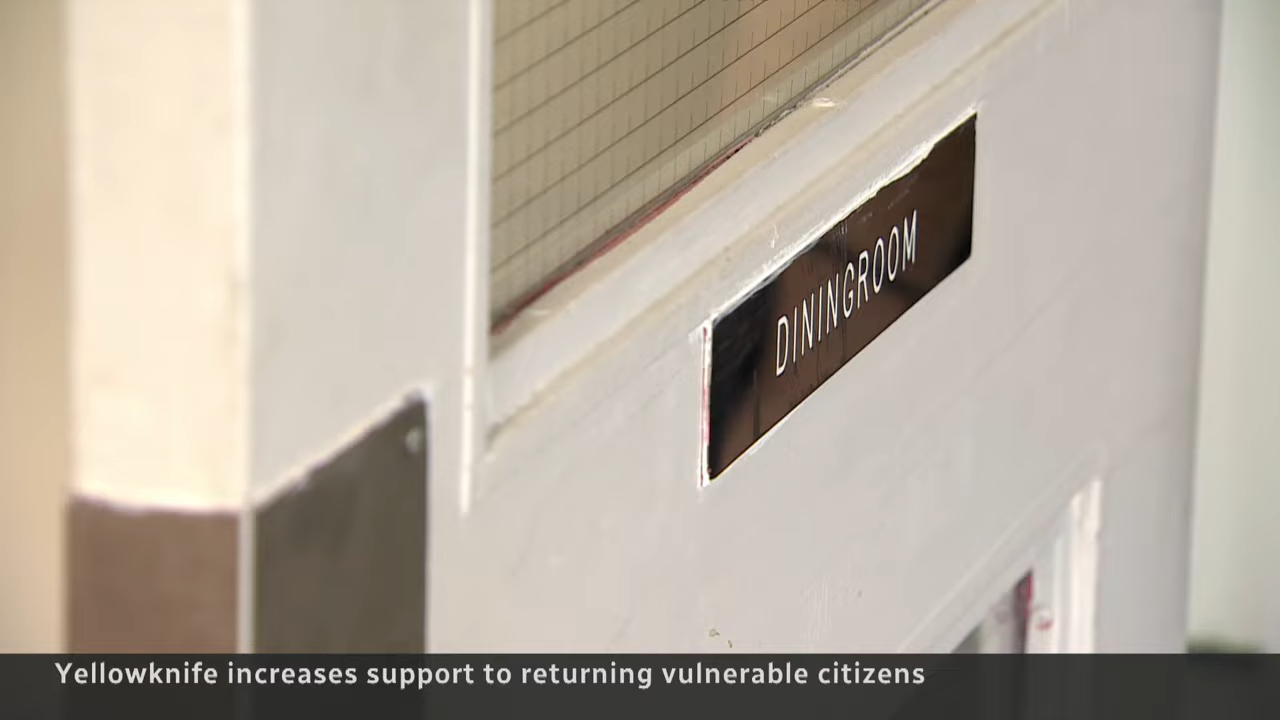 DININGROOM
Yellowknife increases support to returning vulnerable citizens